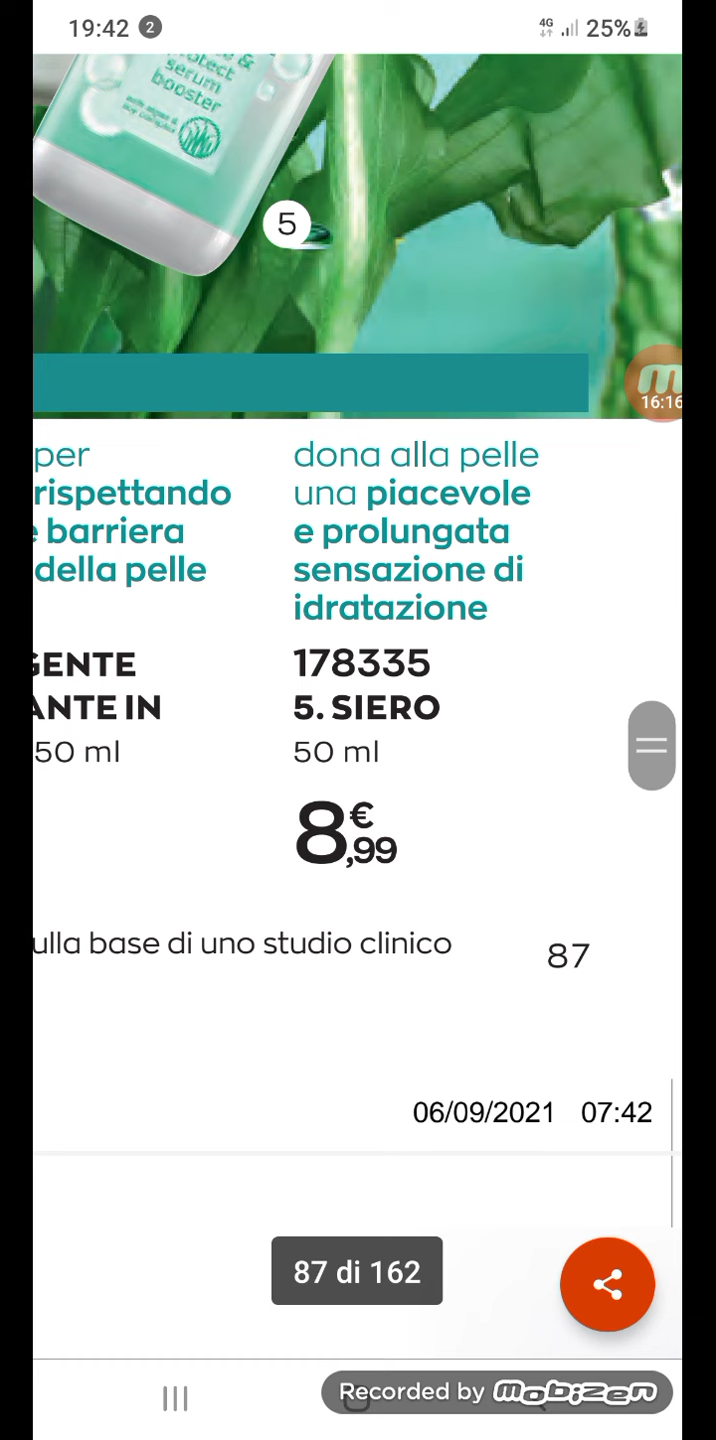 19:42 2 4G 25%
& 
otect
serum
booster
5
16:16
per
rispettando
barriera
della pelle
dona alla pelle
una piacevole
e prolungata
sensazione di
idratazione
GENTE
ANTE IN
50 ml
178335
5. SIERO
50 ml
8,99 €
ulla base di uno studio clinico
87
06/09/2021 07:42
87 di 162
Recorded by mobizen